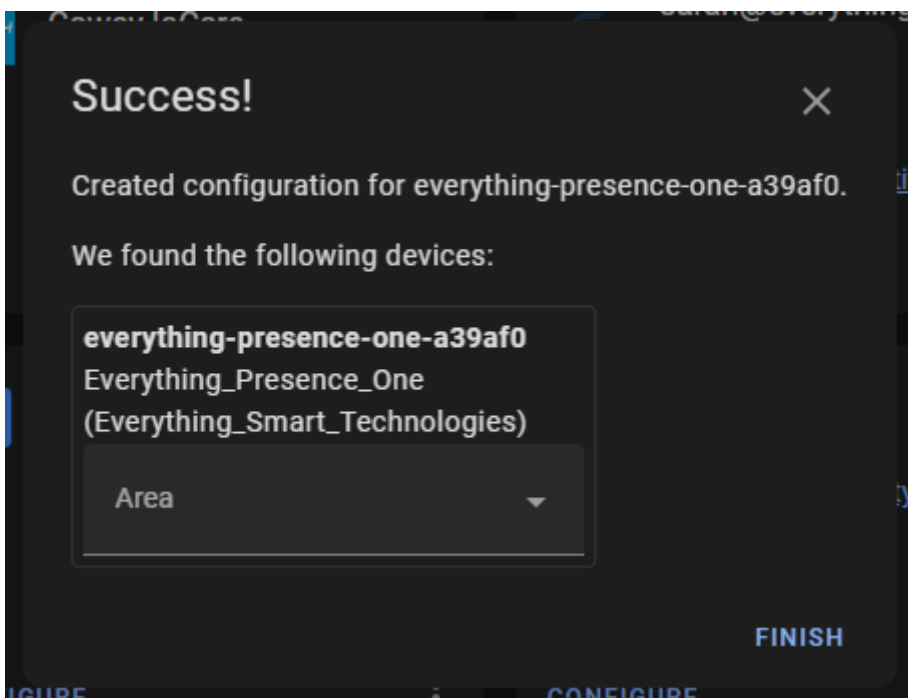 Success!
Created configuration for everything-presence-one-a39af0.
We found the following devices:
everything-presence-one-a39af0
Everything_Presence_One
(Everything_Smart_Technologies)
Area
FINISH
CONFIGURE